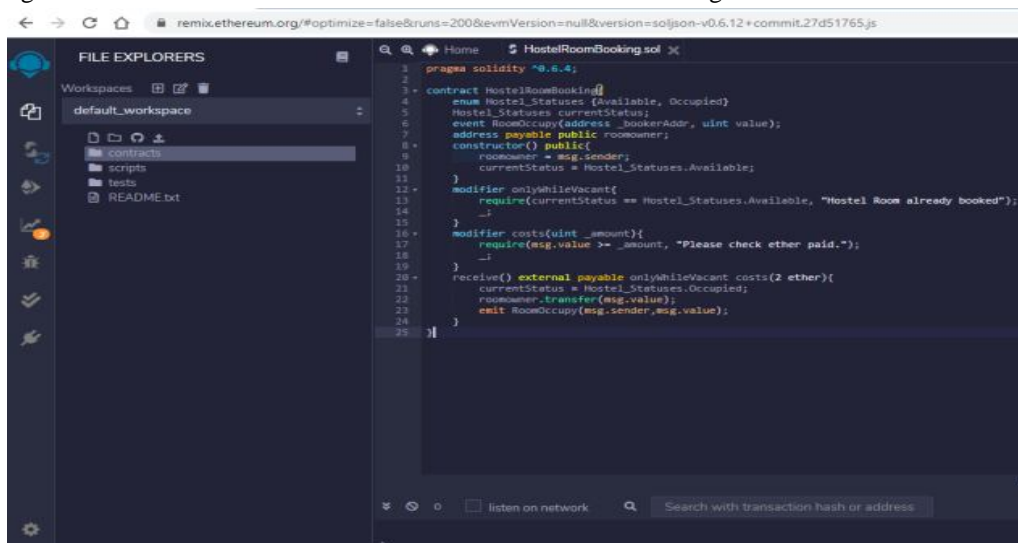 remix.ethereum.org/#optimize=false&runs=200&evmVersion=null&version=soljson-v0.6.12+commit.27d51765.js
FILE EXPLORERS
Workspaces
default_workspace
contracts
scripts
tests
README.txt
Home
HostelRoomBooking.sol
1 pragma solidity ^0.6.4;
2
3 contract HostelRoomBooking{
4 enum Hostel_Statuses {Available, Occupied}
5 Hostel_Statuses currentStatus;
6 event RoomOccupy(address _bookerAddr, uint value);
7 address payable public roomowner;
8 constructor() public{
9 roomowner = msg.sender;
10 currentStatus = Hostel_Statuses.Available;
11 }
12 modifier onlyWhileVacant{
13 require(currentStatus == Hostel_Statuses.Available, "Hostel Room already booked");
14 _;
15 }
16 modifier costs(uint _amount){
17 require(msg.value >= _amount, "Please check ether paid.");
18 _;
19 }
20 receive() external payable onlyWhileVacant costs(2 ether){
21 currentStatus = Hostel_Statuses.Occupied;
22 roomowner.transfer(msg.value);
23 emit RoomOccupy(msg.sender,msg.value);
24 }
25 }
0
listen on network
Search with transaction hash or address